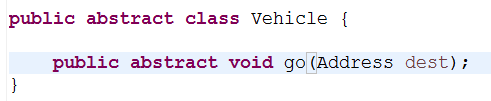 public abstract class Vehicle {
    public abstract void go(Address dest);
}